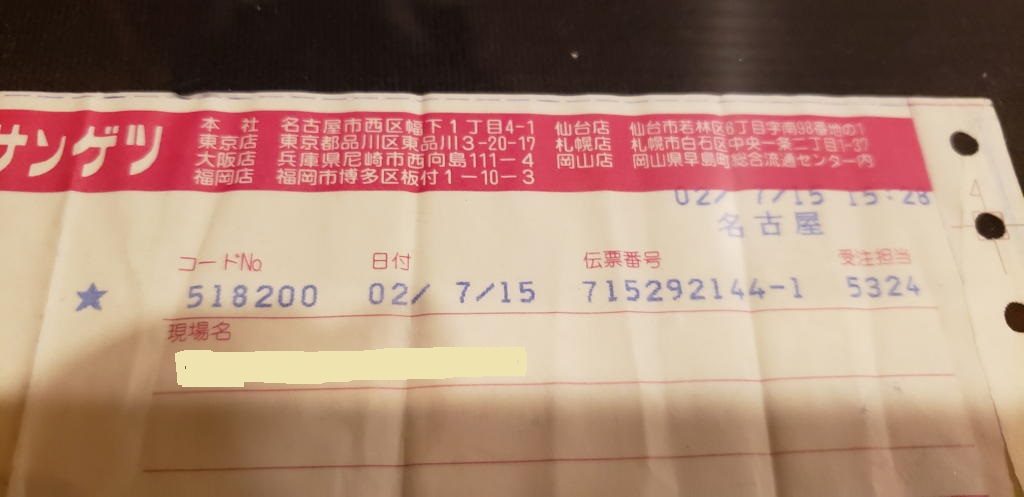 サンゲツ
本社 名古屋市西区幅下1丁目4-1 仙台店 仙台市若林区6丁目字南98番地の1
東京店 東京都品川区東品川3-20-17 札幌店 札幌市白石区中央一条二丁目1-37
大阪店 兵庫県尼崎市西向島111-4 岡山店 岡山県早島町総合流通センター内
福岡店 福岡市博多区板付1-10-3
02/ 7/15 15:28
名古屋
コードNo. 日付 伝票番号 受注担当
★ 518200 02/ 7/15 715292144-1 5324
現場名
4